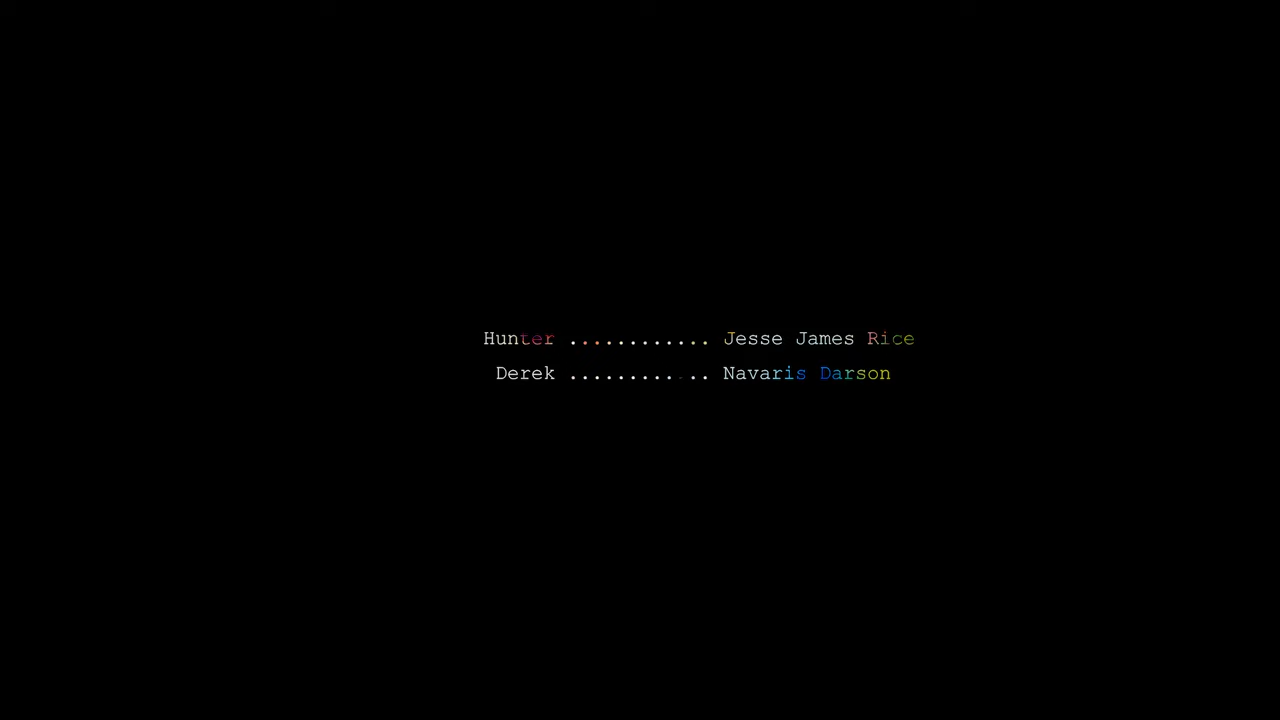 Hunter ............ Jesse James Rice
Derek ............ Navaris Darson